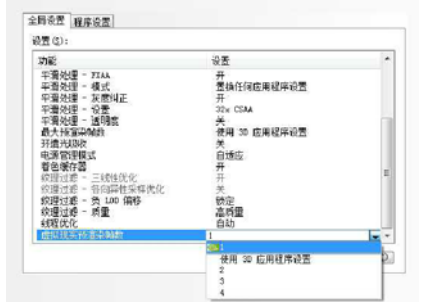 全局设置 程序设置
设置(S):
功能 设置
平滑处理 - FXAA 开
平滑处理 - 模式 置换任何应用程序设置
平滑处理 - 灰度纠正 开
平滑处理 - 设置 32x CSAA
平滑处理 - 透明度 关
最大预渲染帧数 使用 3D 应用程序设置
环境光吸收 关
电源管理模式 自适应
着色缓存器 开
纹理过滤 - 三线性优化 开
纹理过滤 - 各向异性采样优化 关
纹理过滤 - 负 LOD 偏移 锁定
纹理过滤 - 质量 高质量
线程优化 自动
虚拟现实预渲染帧数 1
1
使用 3D 应用程序设置
2
3
4